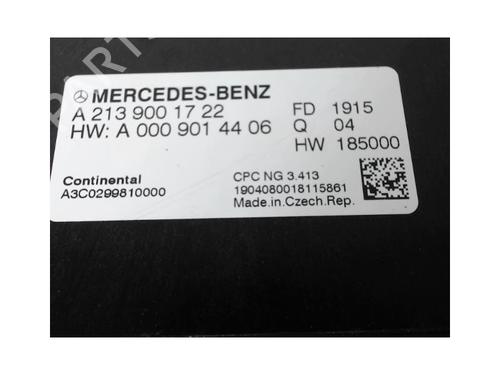 MERCEDES-BENZ
A 213 900 17 22 FD 1915
HW: A 000 901 44 06 Q 04
HW 185000
Continental CPC NG 3.413
A3C0299810000 1904080018115861
Made.in.Czech.Rep.